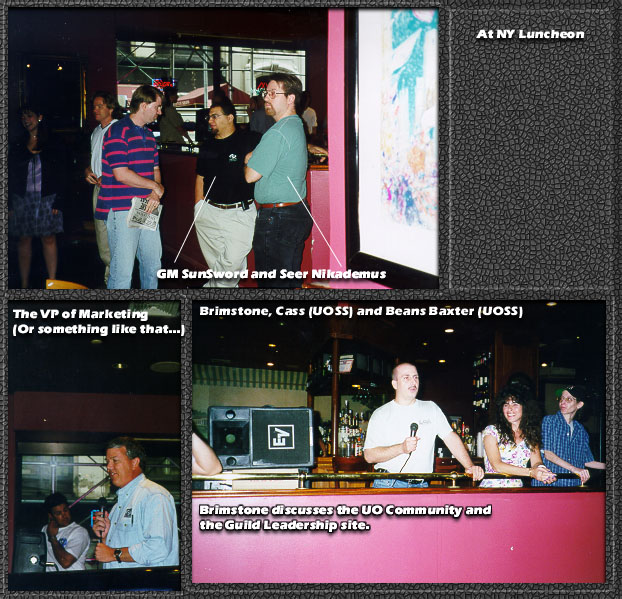 At NY Luncheon
GM SunSword and Seer Nikademus
The VP of Marketing
(Or something like that...)
Brimstone, Cass (UOSS) and Beans Baxter (UOSS)
Brimstone discusses the UO Community and
the Guild Leadership site.